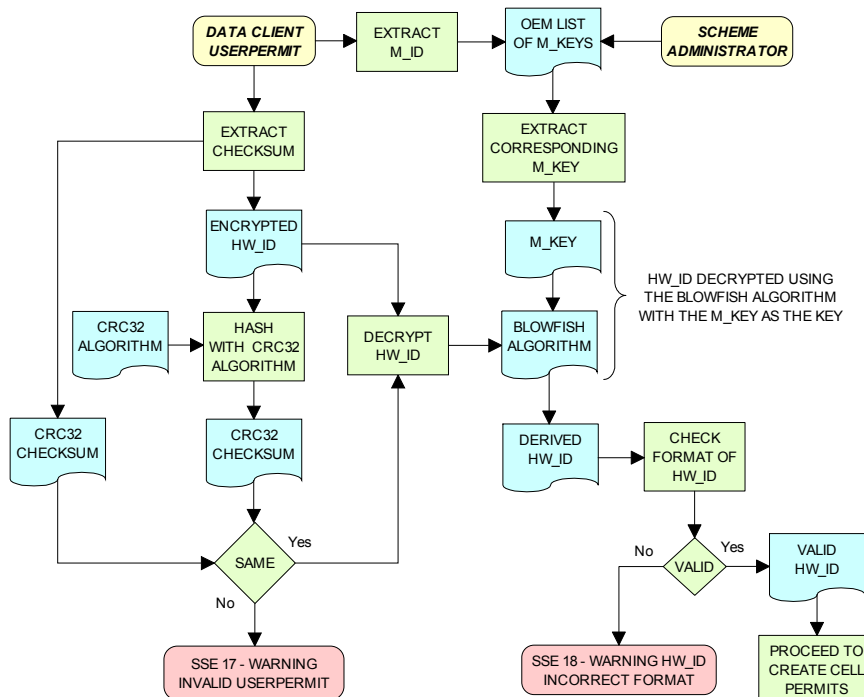 DATA CLIENT
USERPERMIT
EXTRACT
M_ID
OEM LIST
OF M_KEYS
SCHEME
ADMINISTRATOR
EXTRACT
CHECKSUM
EXTRACT
CORRESPONDING
M_KEY
ENCRYPTED
HW_ID
M_KEY
HW_ID DECRYPTED USING
THE BLOWFISH ALGORITHM
WITH THE M_KEY AS THE KEY
CRC32
ALGORITHM
HASH
WITH CRC32
ALGORITHM
DECRYPT
HW_ID
BLOWFISH
ALGORITHM
CRC32
CHECKSUM
CRC32
CHECKSUM
DERIVED
HW_ID
CHECK
FORMAT OF
HW_ID
SAME
Yes
No
VALID
No
Yes
VALID
HW_ID
SSE 17 - WARNING
INVALID USERPERMIT
SSE 18 - WARNING HW_ID
INCORRECT FORMAT
PROCEED TO
CREATE CELL
PERMITS